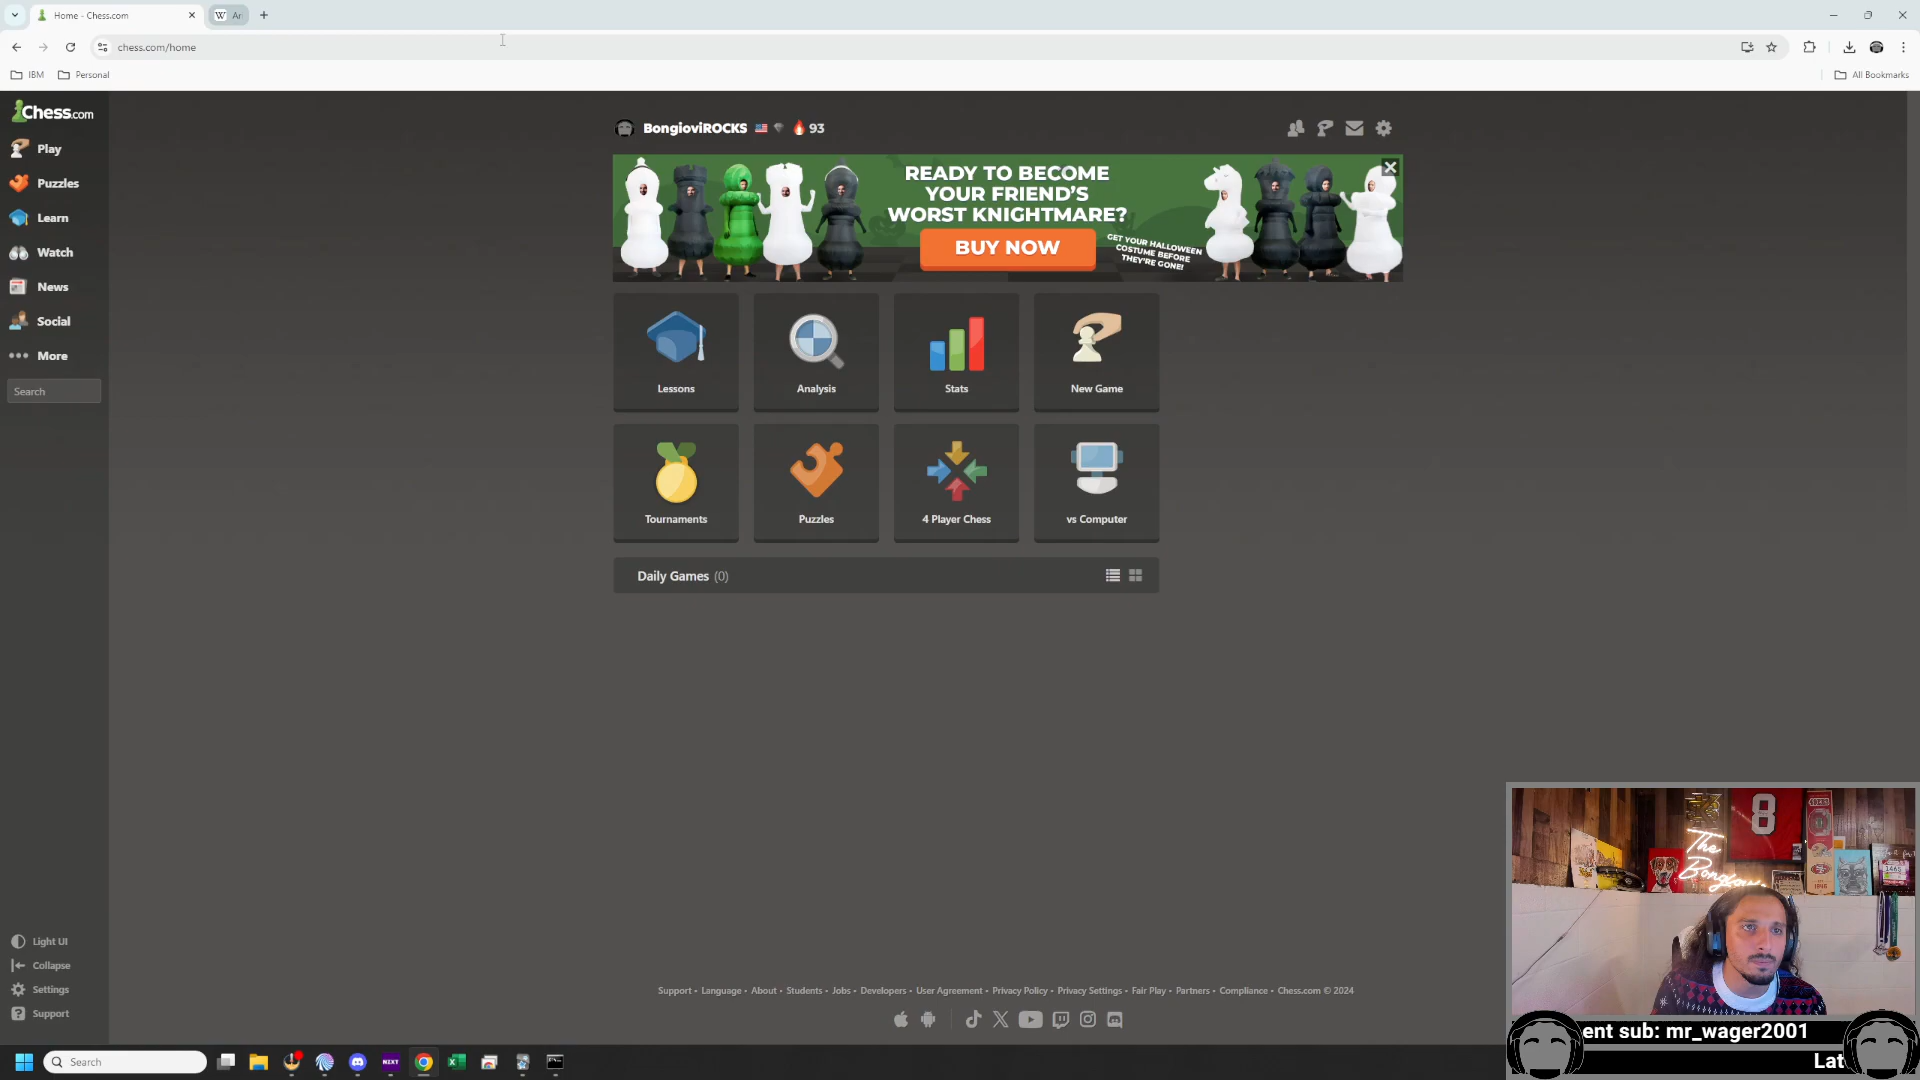 Home - Chess.com
Ar
chess.com/home
IBM
Personal
All Bookmarks
Chess.com
Play
Puzzles
Learn
Watch
News
Social
More
Search
BongioviROCKS
93
READY TO BECOME
YOUR FRIEND'S
WORST KNIGHTMARE?
BUY NOW
GET YOUR HALLOWEEN
COSTUME BEFORE
THEY'RE GONE!
Lessons
Analysis
Stats
New Game
Tournaments
Puzzles
4 Player Chess
vs Computer
Daily Games (0)
Light UI
Collapse
Settings
Support
Support • Language • About • Students • Jobs • Developers • User Agreement • Privacy Policy • Privacy Settings • Fair Play • Partners • Compliance • Chess.com © 2024
8
The
ent sub: mr_wager2001
Lat
Search
NEXT